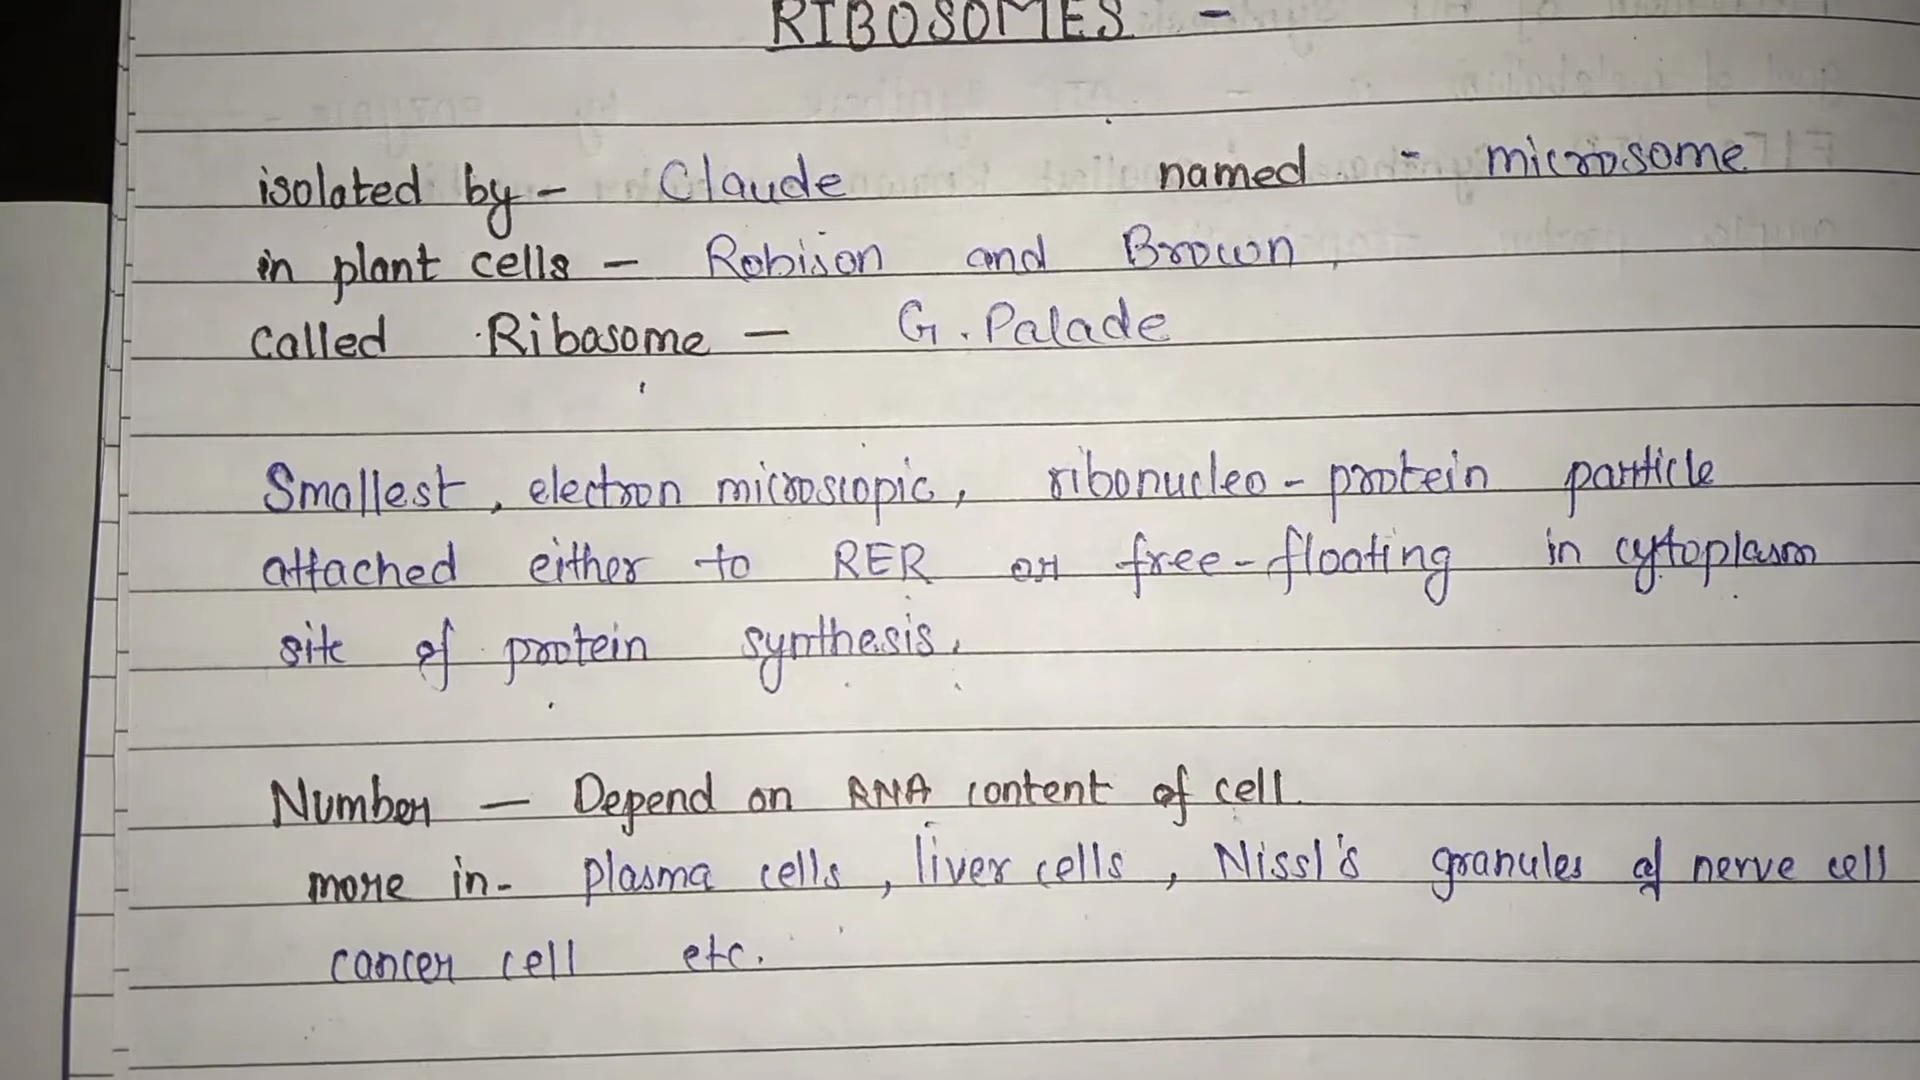 RIBOSOMES -
isolated by - Claude named - microsome
in plant cells - Robison and Brown,
called Ribasome - G. Palade
Smallest, electron microscopic, ribonucleo-protein particle
attached either to RER or free-floating in cytoplasm
site of protein synthesis.
Number - Depend on RNA content of cell.
more in- plasma cells, liver cells, Nissl's granules of nerve cell
cancer cell etc.